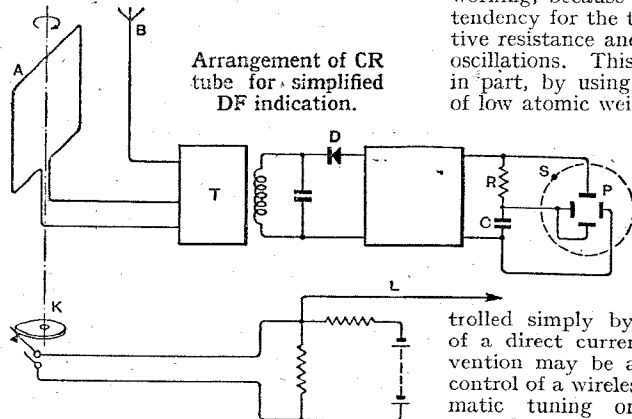 working, because
tendency for the t
tive resistance and
oscillations. This
in part, by using
of low atomic wei
A
B
Arrangement of CR
tube for simplified
DF indication.
D
T
R
S
P
C
K
L
trolled simply by
of a direct curren
vention may be a
control of a wireles
matic tuning or